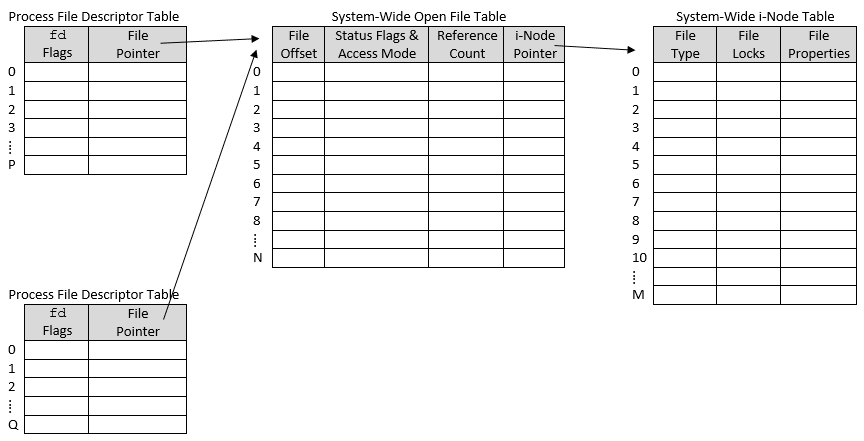 Process File Descriptor Table
fd Flags
File Pointer
0
1
2
3
⁞
P
System-Wide Open File Table
File Offset
Status Flags & Access Mode
Reference Count
i-Node Pointer
0
1
2
3
4
5
6
7
8
⁞
N
System-Wide i-Node Table
File Type
File Locks
File Properties
0
1
2
3
4
5
6
7
8
9
10
⁞
M
Process File Descriptor Table
fd Flags
File Pointer
0
1
2
⁞
Q